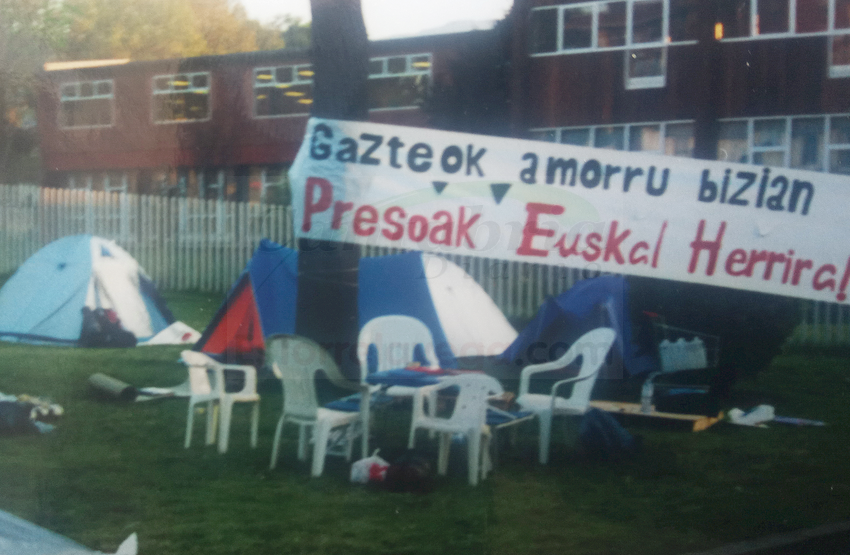 Gazteok amorru bizian
Presoak Euskal Herrira!